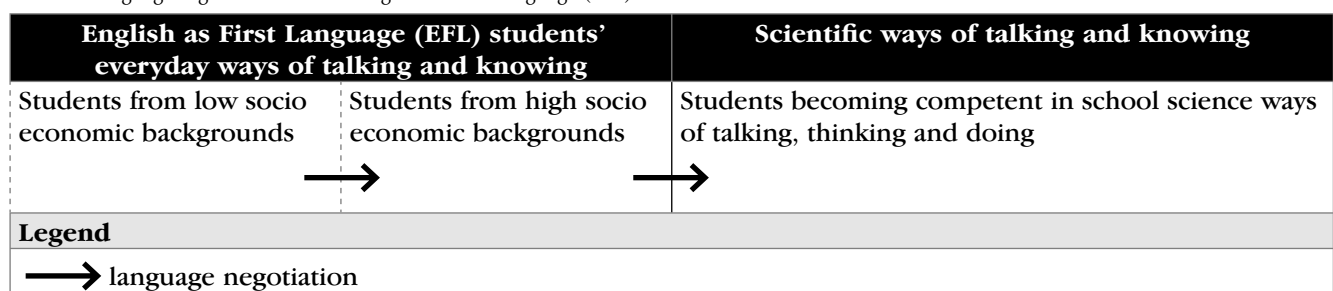 English as First Language (EFL) students'
everyday ways of talking and knowing
Scientific ways of talking and knowing
Students from low socio
economic backgrounds
Students from high socio
economic backgrounds
Students becoming competent in school science ways
of talking, thinking and doing
Legend
language negotiation